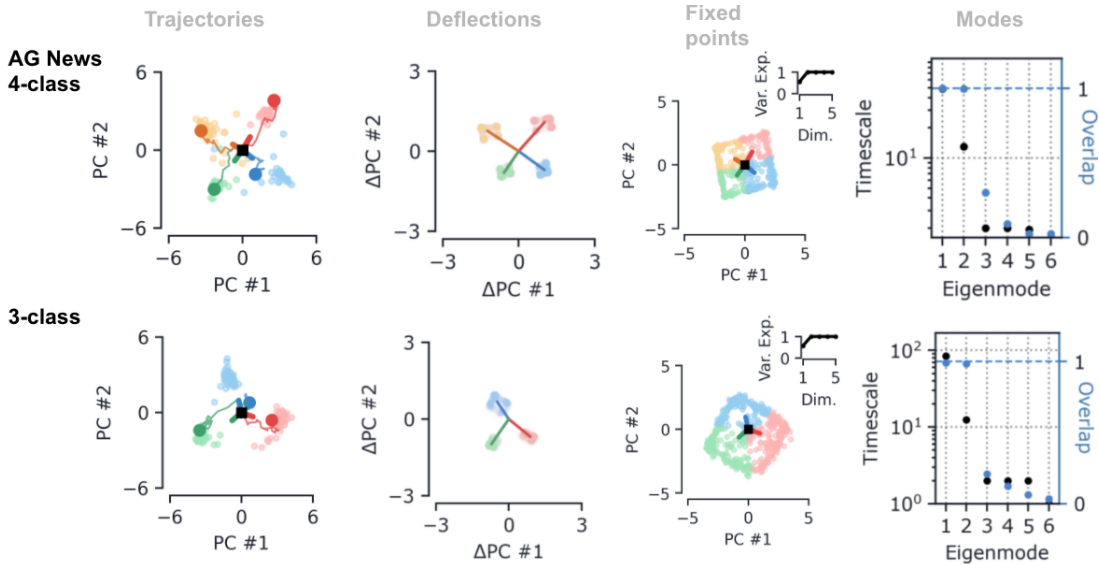 Trajectories
Deflections
Fixed
points
Modes
AG News
4-class
6
0
−6
PC #2
−6
0
6
PC #1
3
0
−3
ΔPC #2
−3
0
3
ΔPC #1
5
0
−5
PC #2
−5
0
5
PC #1
Var. Exp.
1
0
1
5
Dim.
Timescale
10¹
1
0
Overlap
1 2 3 4 5 6
Eigenmode
3-class
6
0
−6
PC #2
−6
0
6
PC #1
3
0
−3
ΔPC #2
−3
0
3
ΔPC #1
5
0
−5
PC #2
−5
0
5
PC #1
Var. Exp.
1
0
1
5
Dim.
Timescale
10²
10¹
10⁰
1
0
Overlap
1 2 3 4 5 6
Eigenmode